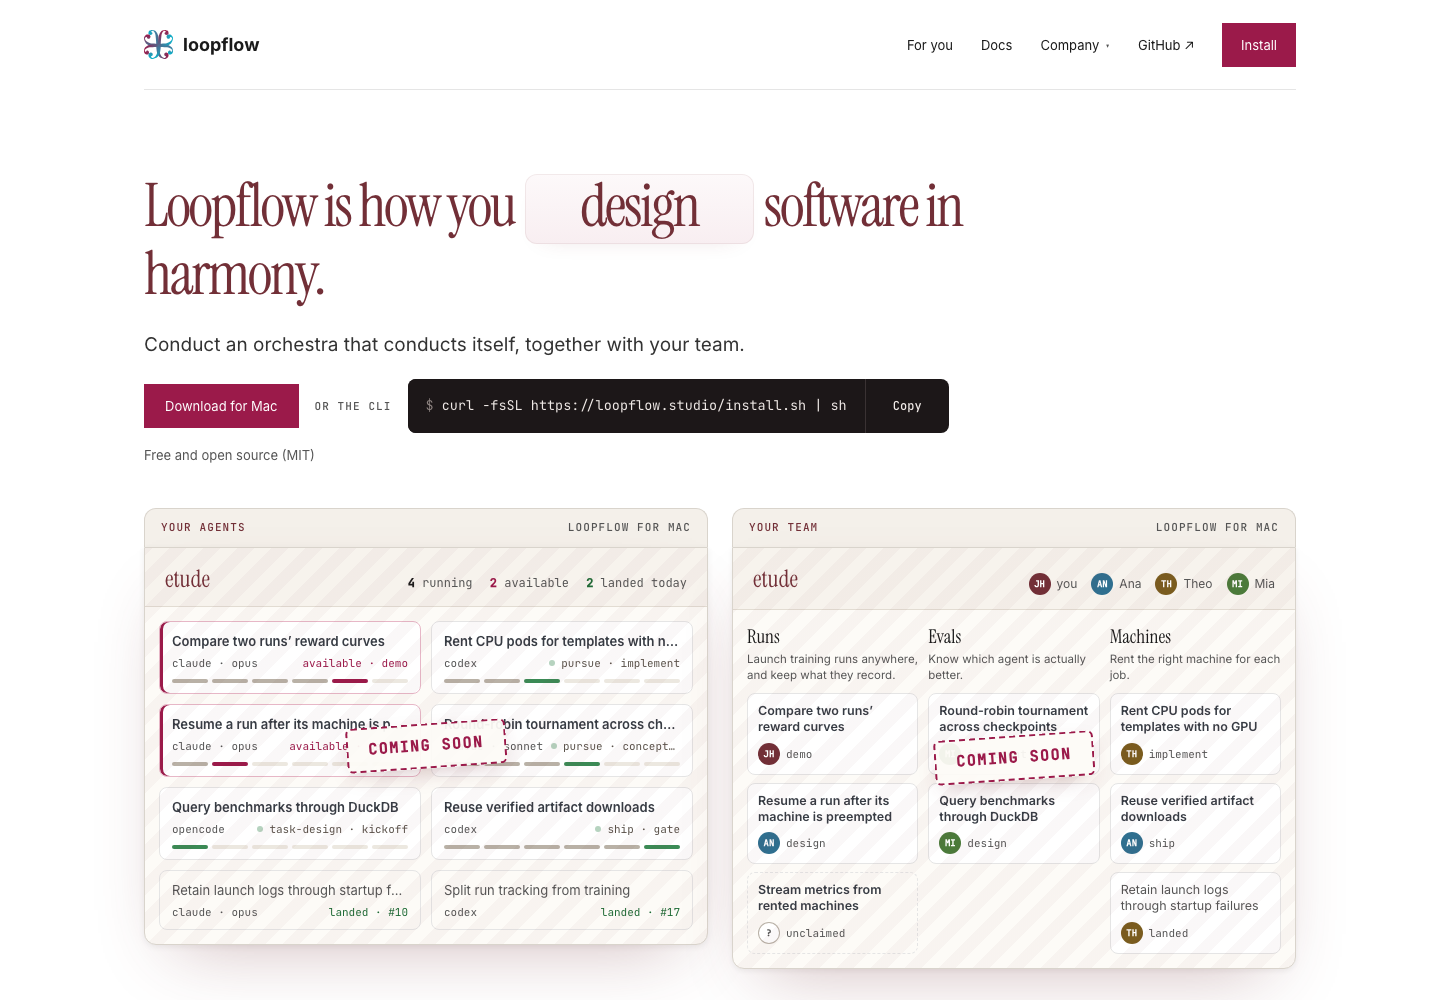 loopflow
For you
Docs
Company
GitHub ↗
Install
Loopflow is how you design software in
harmony.
Conduct an orchestra that conducts itself, together with your team.
Download for Mac
OR THE CLI
$ curl -fsSL https://loopflow.studio/install.sh | sh
Copy
Free and open source (MIT)
YOUR AGENTS
LOOPFLOW FOR MAC
etude
4 running 2 available 2 landed today
Compare two runs’ reward curves
claude · opus
available · demo
Rent CPU pods for templates with n…
codex
pursue · implement
Resume a run after its machine is
claude · opus
available
bin tournament across ch…
sonnet
pursue · concept…
COMING SOON
Query benchmarks through DuckDB
opencode
task-design · kickoff
Reuse verified artifact downloads
codex
ship · gate
Retain launch logs through startup f…
claude · opus
landed · #10
Split run tracking from training
codex
landed · #17
YOUR TEAM
LOOPFLOW FOR MAC
etude
JH you
AN Ana
TH Theo
MI Mia
Runs
Launch training runs anywhere,
and keep what they record.
Compare two runs’
reward curves
JH demo
Resume a run after its
machine is preempted
AN design
Stream metrics from
rented machines
? unclaimed
Evals
Know which agent is actually
better.
Round-robin tournament
across checkpoints
COMING SOON
Query benchmarks
through DuckDB
MI design
Machines
Rent the right machine for each
job.
Rent CPU pods for
templates with no GPU
TH implement
Reuse verified artifact
downloads
AN ship
Retain launch logs
through startup failures
TH landed